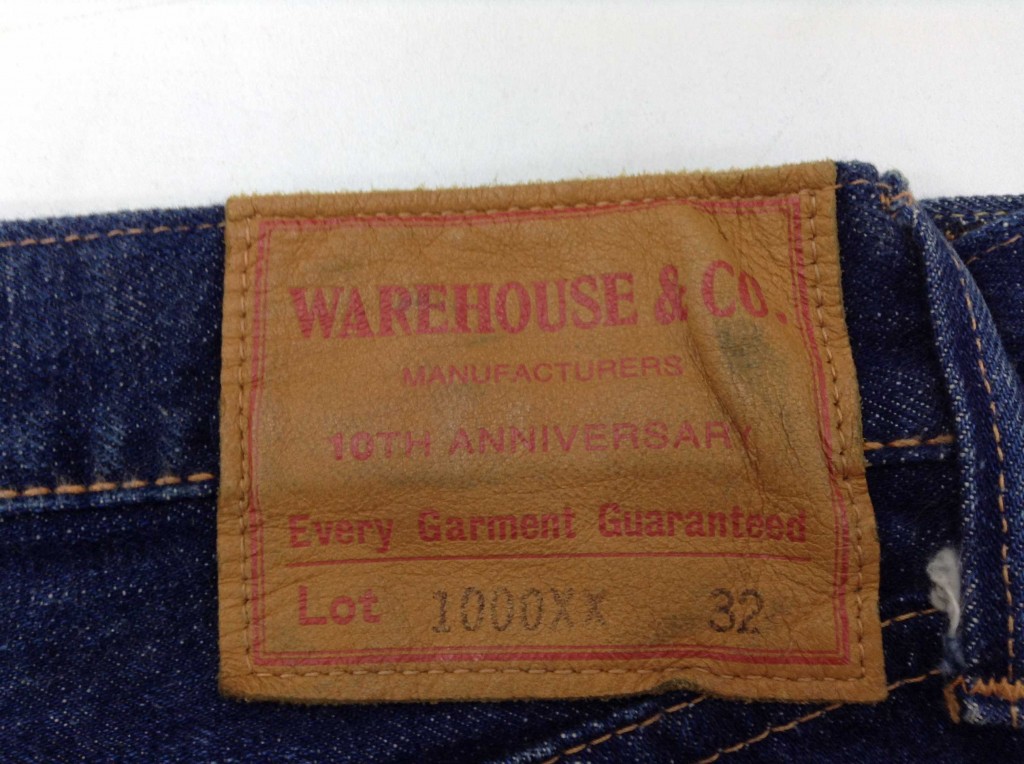 WAREHOUSE & CO.
MANUFACTURERS
10TH ANNIVERSARY
Every Garment Guaranteed
Lot 1000XX 32